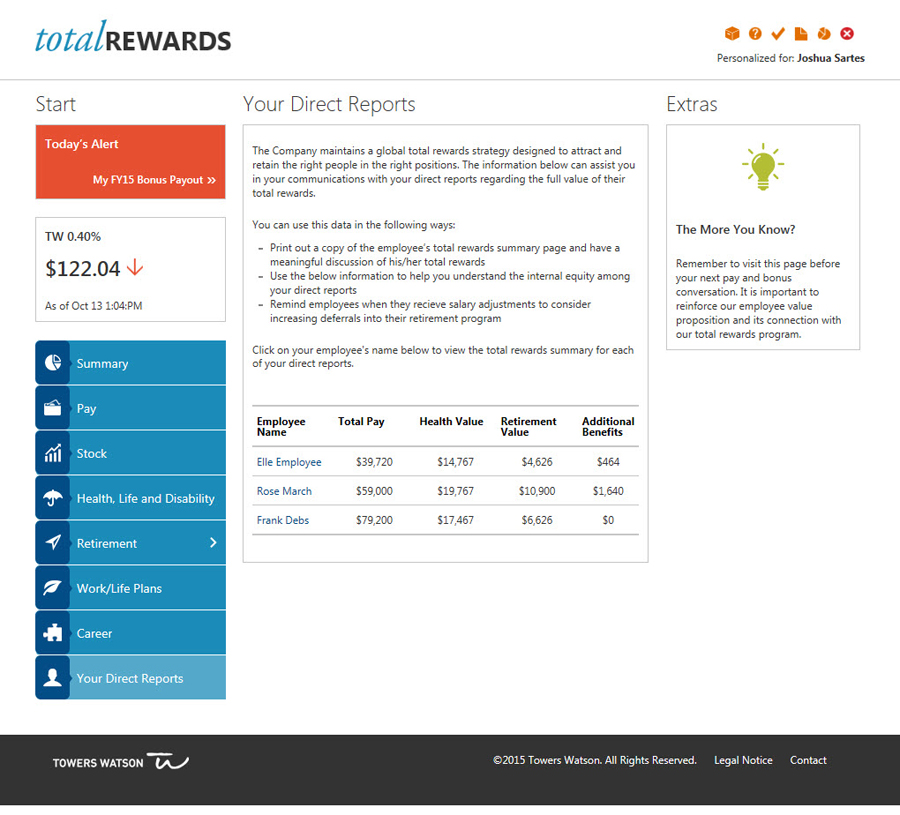 totalREWARDS
Personalized for: Joshua Sartes
Start
Today's Alert
My FY15 Bonus Payout »
TW 0.40%
$122.04
As of Oct 13 1:04:PM
Summary
Pay
Stock
Health, Life and Disability
Retirement
Work/Life Plans
Career
Your Direct Reports
Your Direct Reports
The Company maintains a global total rewards strategy designed to attract and
retain the right people in the right positions. The information below can assist you
in your communications with your direct reports regarding the full value of their
total rewards.
You can use this data in the following ways:
– Print out a copy of the employee's total rewards summary page and have a
meaningful discussion of his/her total rewards
– Use the below information to help you understand the internal equity among
your direct reports
– Remind employees when they recieve salary adjustments to consider
increasing deferrals into their retirement program
Click on your employee's name below to view the total rewards summary for each
of your direct reports.
Employee Name Total Pay Health Value Retirement Value Additional Benefits
Elle Employee $39,720 $14,767 $4,626 $464
Rose March $59,000 $19,767 $10,900 $1,640
Frank Debs $79,200 $17,467 $6,626 $0
Extras
The More You Know?
Remember to visit this page before
your next pay and bonus
conversation. It is important to
reinforce our employee value
proposition and its connection with
our total rewards program.
TOWERS WATSON
©2015 Towers Watson. All Rights Reserved. Legal Notice Contact